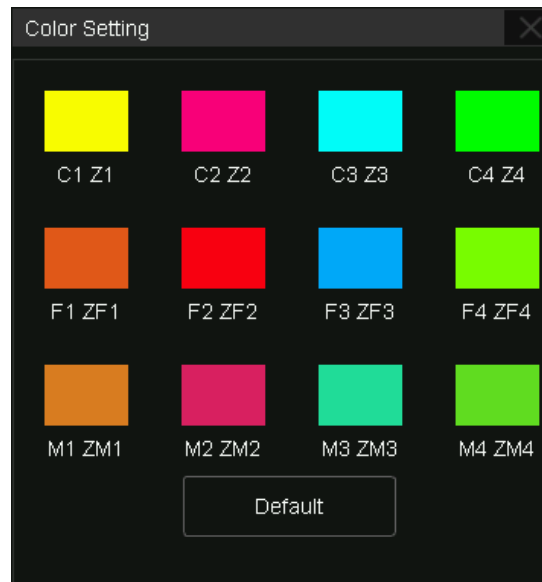 Color Setting
C1 Z1 C2 Z2 C3 Z3 C4 Z4
F1 ZF1 F2 ZF2 F3 ZF3 F4 ZF4
M1 ZM1 M2 ZM2 M3 ZM3 M4 ZM4
Default